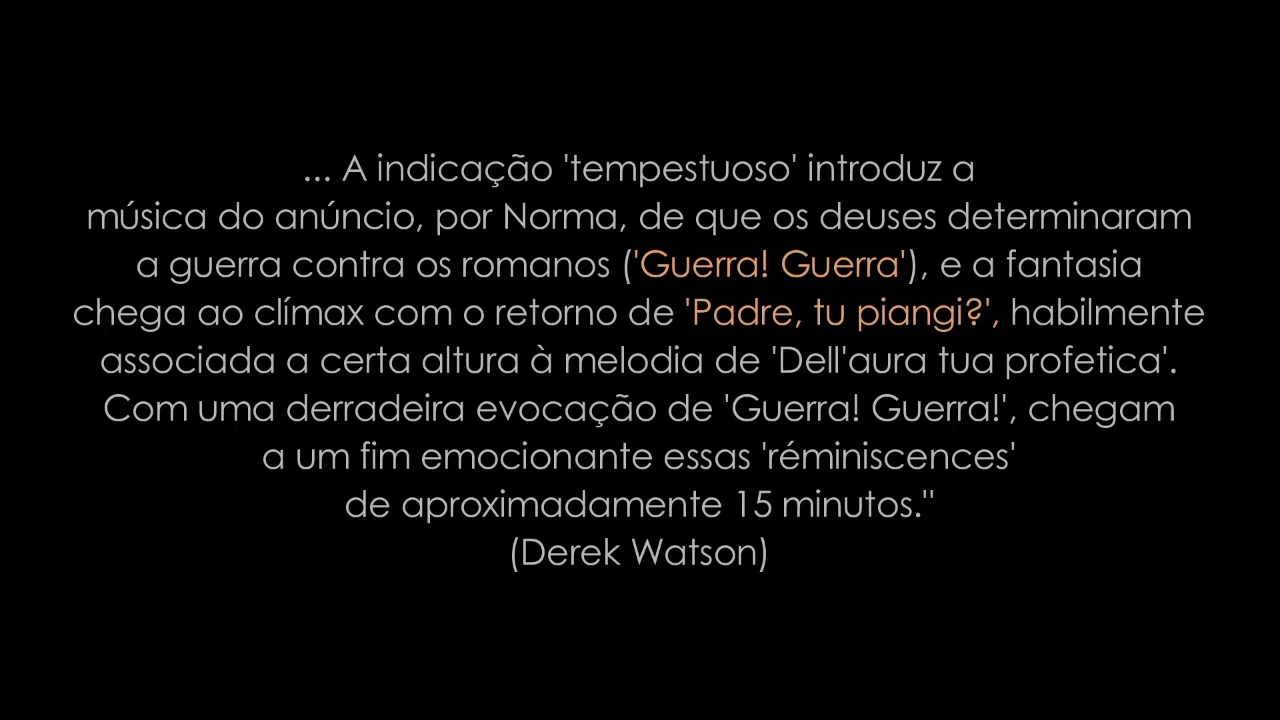 ... A indicação 'tempestuoso' introduz a
música do anúncio, por Norma, de que os deuses determinaram
a guerra contra os romanos ('Guerra! Guerra'), e a fantasia
chega ao clímax com o retorno de 'Padre, tu piangi?', habilmente
associada a certa altura à melodia de 'Dell'aura tua profetica'.
Com uma derradeira evocação de 'Guerra! Guerra!', chegam
a um fim emocionante essas 'réminiscences'
de aproximadamente 15 minutos."
(Derek Watson)